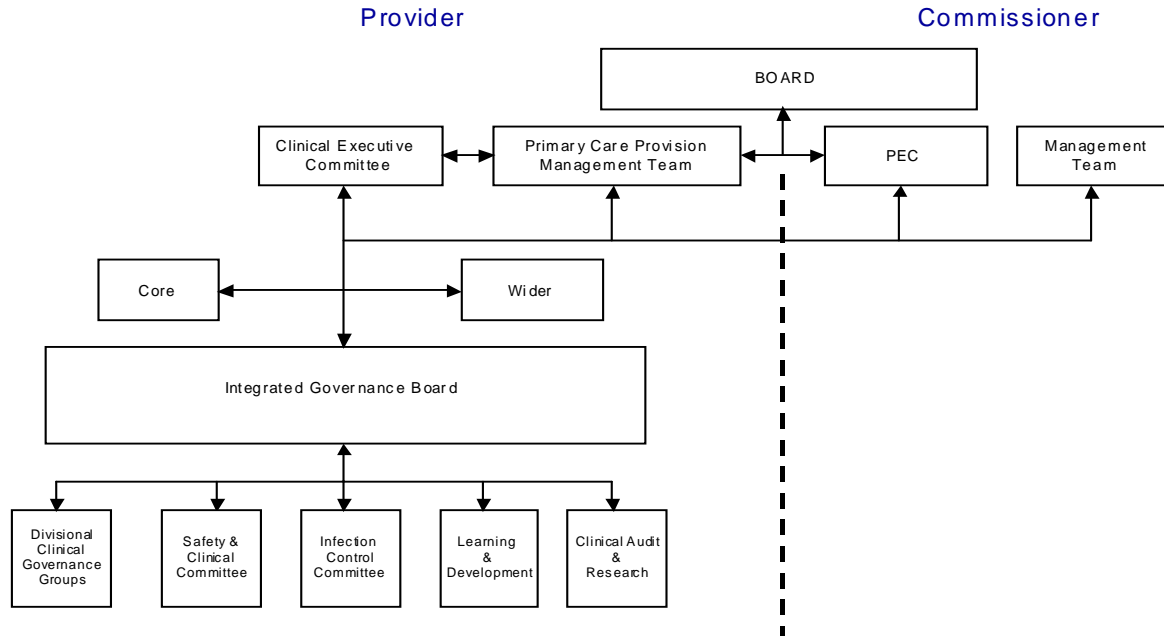 Provider
Commissioner
BOARD
Clinical Executive
Committee
Primary Care Provision
Management Team
PEC
Management
Team
Core
Wider
Integrated Governance Board
Divisional
Clinical
Governance
Groups
Safety &
Clinical
Committee
Infection
Control
Committee
Learning
&
Development
Clinical Audit
&
Research